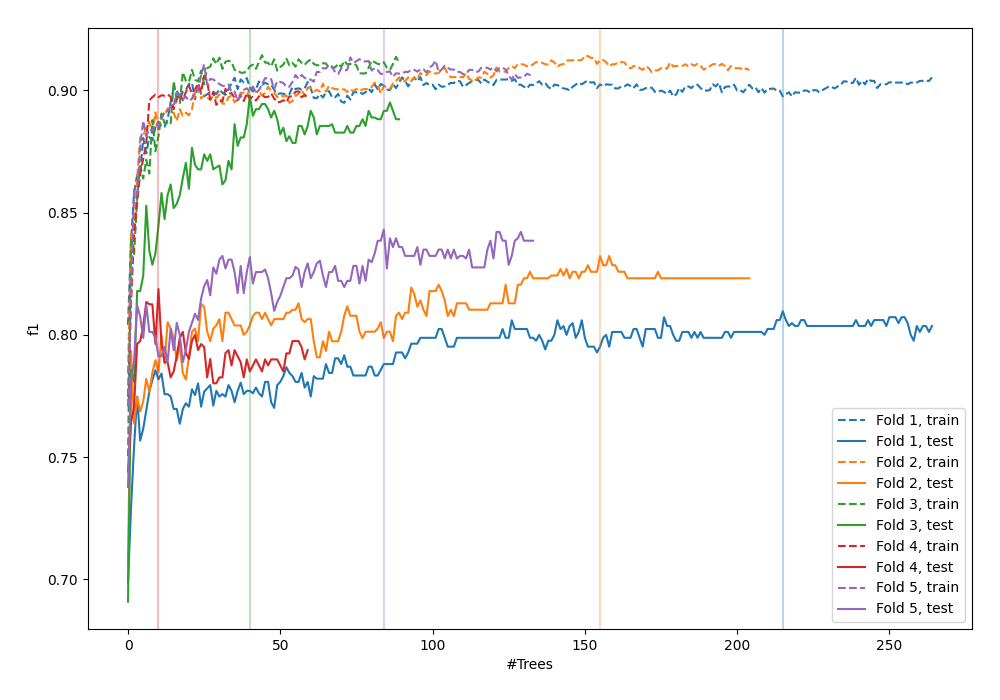 0.90
0.85
0.80
0.75
0.70
f1
0
50
100
150
200
250
#Trees
Fold 1, train
Fold 1, test
Fold 2, train
Fold 2, test
Fold 3, train
Fold 3, test
Fold 4, train
Fold 4, test
Fold 5, train
Fold 5, test